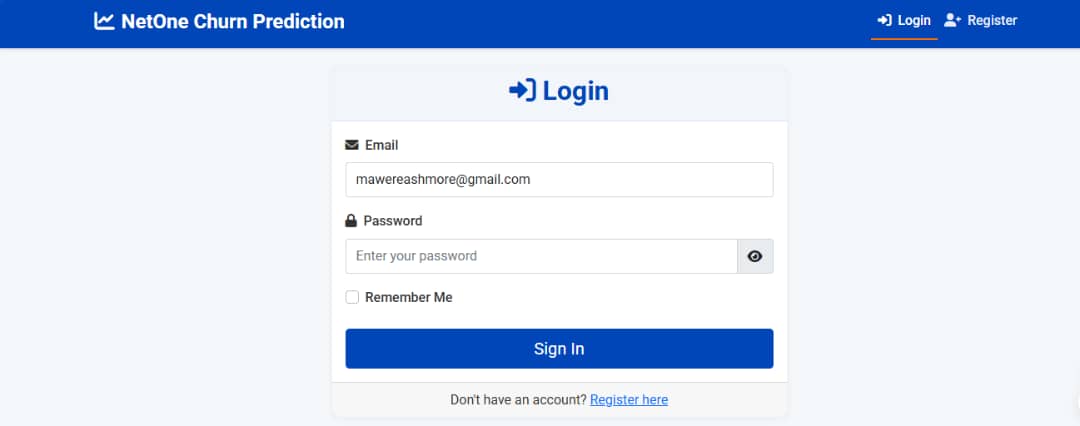 NetOne Churn Prediction
Login
Register
Login
Email
mawereashmore@gmail.com
Password
Enter your password
Remember Me
Sign In
Don't have an account? Register here